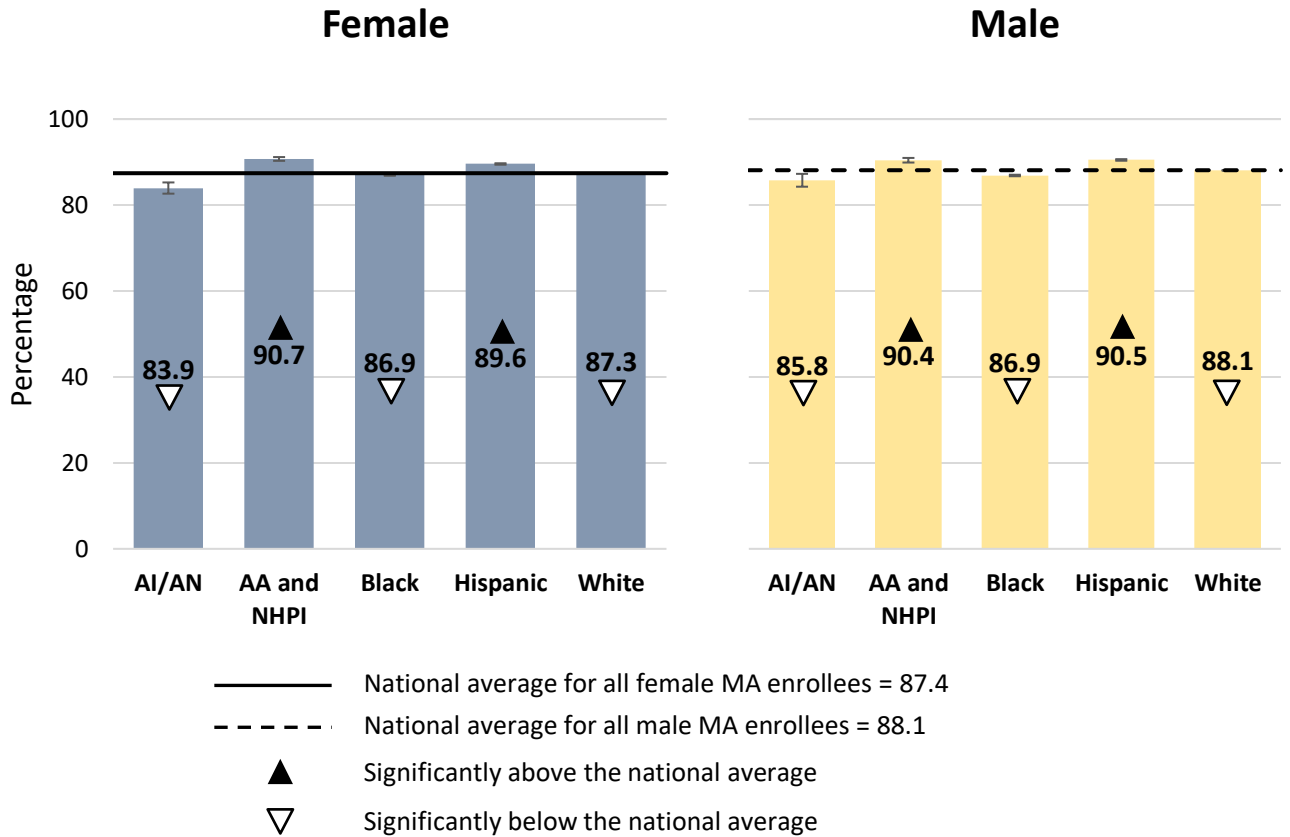 Female
Male
Percentage
100
80
60
40
20
0
83.9
90.7
86.9
89.6
87.3
85.8
90.4
86.9
90.5
88.1
AI/AN
AA and
NHPI
Black
Hispanic
White
AI/AN
AA and
NHPI
Black
Hispanic
White
National average for all female MA enrollees = 87.4
National average for all male MA enrollees = 88.1
Significantly above the national average
Significantly below the national average